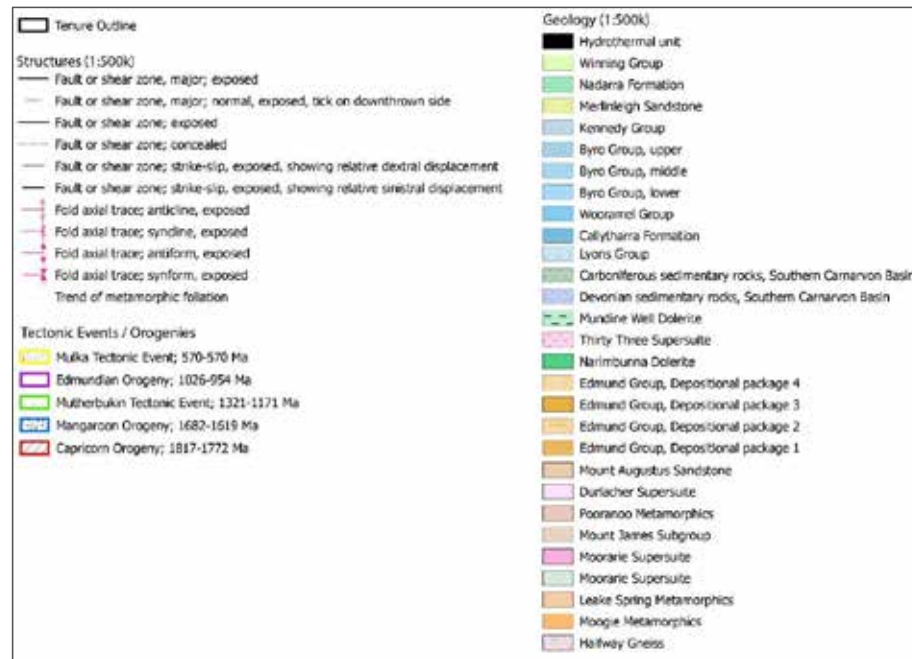 Tenure Outline
Structures (1:500k)
Fault or shear zone, major; exposed
Fault or shear zone, major; normal, exposed, tick on downthrown side
Fault or shear zone; exposed
Fault or shear zone; concealed
Fault or shear zone; strike-slip, exposed, showing relative dextral displacement
Fault or shear zone; strike-slip, exposed, showing relative sinistral displacement
Fold axial trace; anticline, exposed
Fold axial trace; syncline, exposed
Fold axial trace; antiform, exposed
Fold axial trace; synform, exposed
Trend of metamorphic foliation
Tectonic Events / Orogenies
Mulka Tectonic Event; 570-570 Ma
Edmundian Orogeny; 1026-954 Ma
Mutherbukin Tectonic Event; 1321-1171 Ma
Mangaroon Orogeny; 1682-1619 Ma
Capricorn Orogeny; 1817-1772 Ma
Geology (1:500k)
Hydrothermal unit
Winning Group
Nadarra Formation
Merlinleigh Sandstone
Kennedy Group
Byro Group, upper
Byro Group, middle
Byro Group, lower
Wooramel Group
Callytharra Formation
Lyons Group
Carboniferous sedimentary rocks, Southern Carnarvon Basin
Devonian sedimentary rocks, Southern Carnarvon Basin
Mundine Well Dolerite
Thirty Three Supersuite
Narimbunna Dolerite
Edmund Group, Depositional package 4
Edmund Group, Depositional package 3
Edmund Group, Depositional package 2
Edmund Group, Depositional package 1
Mount Augustus Sandstone
Durlacher Supersuite
Pooranoo Metamorphics
Mount James Subgroup
Moorarie Supersuite
Moorarie Supersuite
Leake Spring Metamorphics
Moogie Metamorphics
Halfway Gneiss